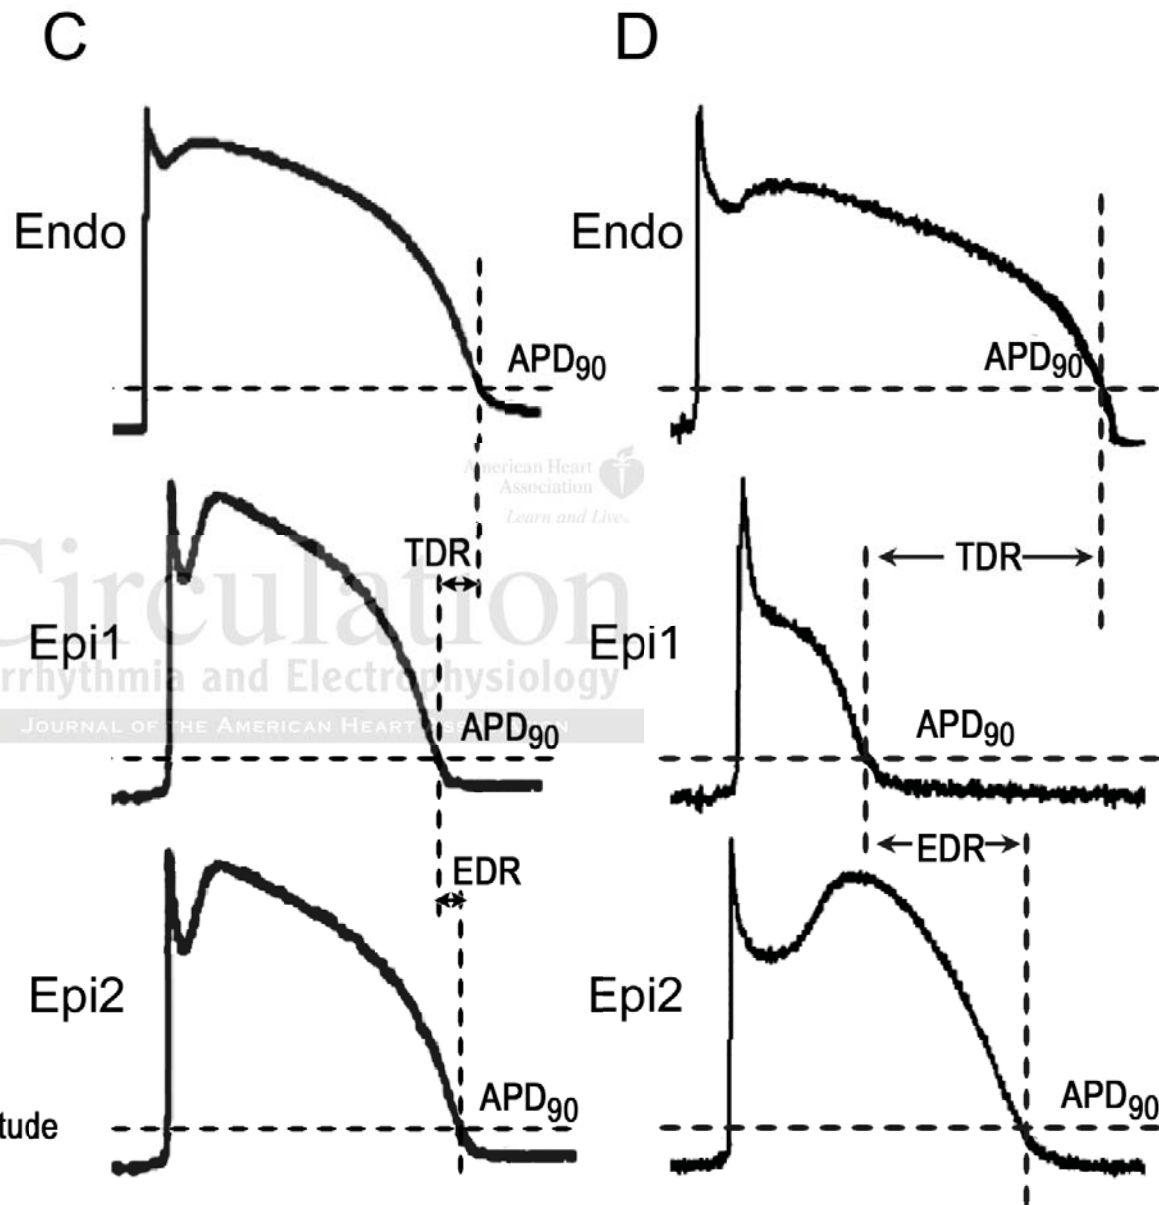 C
D
Endo
Endo
APD90
APD90
American Heart
Association
Learn and Live
TDR
TDR
Circulation
Epi1
Epi1
rrhythmia and Electrophysiology
JOURNAL OF THE AMERICAN HEART ASSOCIATION
APD90
APD90
EDR
EDR
Epi2
Epi2
APD90
APD90
tude